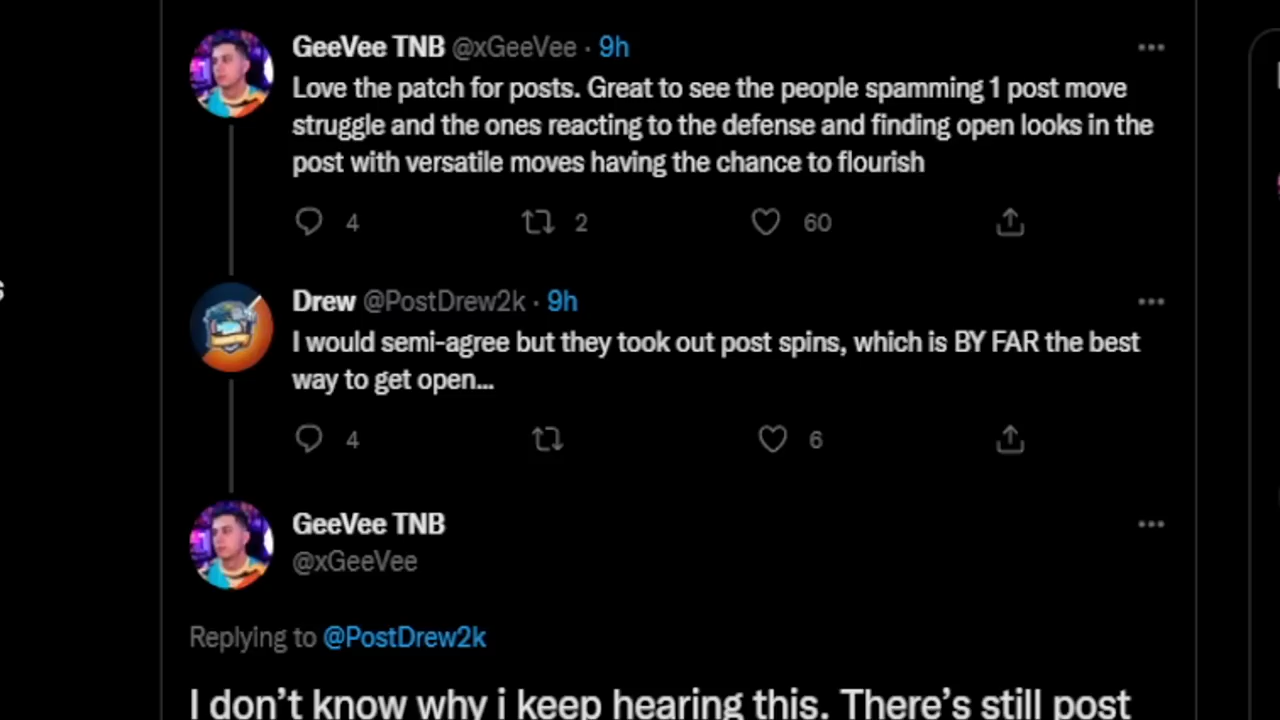 GeeVee TNB @xGeeVee · 9h
Love the patch for posts. Great to see the people spamming 1 post move
struggle and the ones reacting to the defense and finding open looks in the
post with versatile moves having the chance to flourish
4 2 60
Drew @PostDrew2k · 9h
I would semi-agree but they took out post spins, which is BY FAR the best
way to get open...
4 6
GeeVee TNB
@xGeeVee
Replying to @PostDrew2k
I don't know why i keep hearing this. There's still post